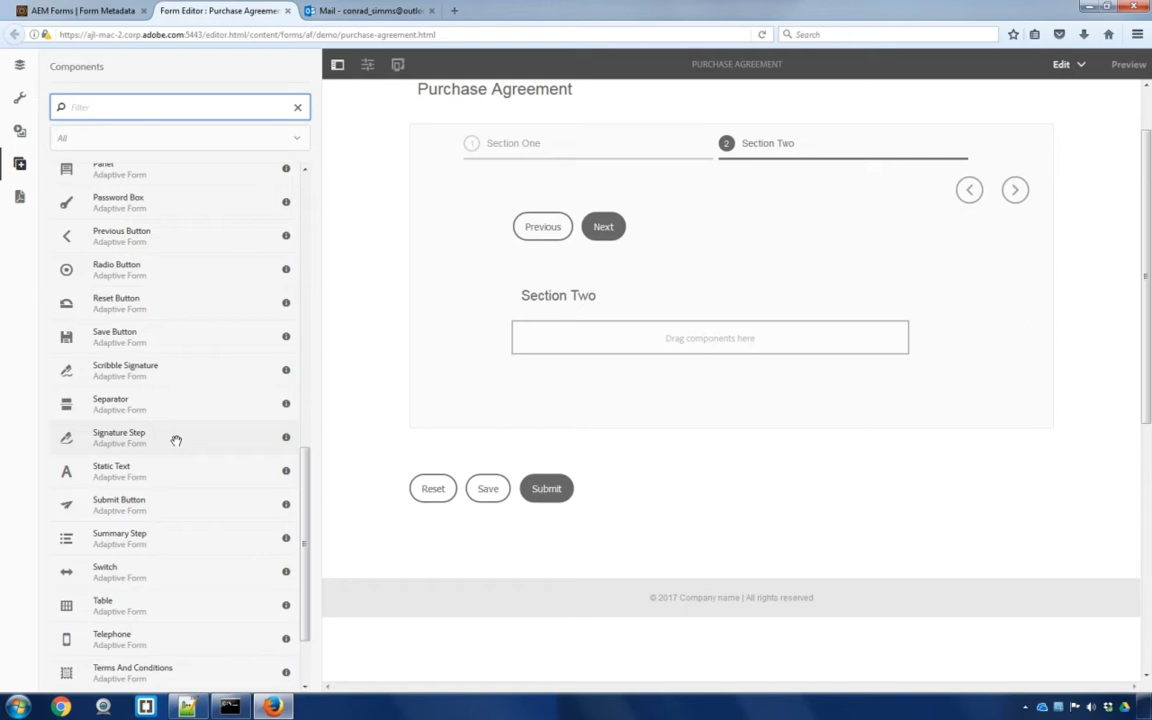 AEM Forms | Form Metadata
Form Editor : Purchase Agreeme
Mail - conrad_simms@outlo
https://ajl-mac-2.corp.adobe.com:5443/editor.html/content/forms/af/demo/purchase-agreement.html
Search
Components
PURCHASE AGREEMENT
Edit
Preview
Filter
All
Panel
Adaptive Form
Password Box
Adaptive Form
Previous Button
Adaptive Form
Radio Button
Adaptive Form
Reset Button
Adaptive Form
Save Button
Adaptive Form
Scribble Signature
Adaptive Form
Separator
Adaptive Form
Signature Step
Adaptive Form
Static Text
Adaptive Form
Submit Button
Adaptive Form
Summary Step
Adaptive Form
Switch
Adaptive Form
Table
Adaptive Form
Telephone
Adaptive Form
Terms And Conditions
Adaptive Form
Purchase Agreement
1 Section One
2 Section Two
Previous
Next
Section Two
Drag components here
Reset
Save
Submit
© 2017 Company name | All rights reserved